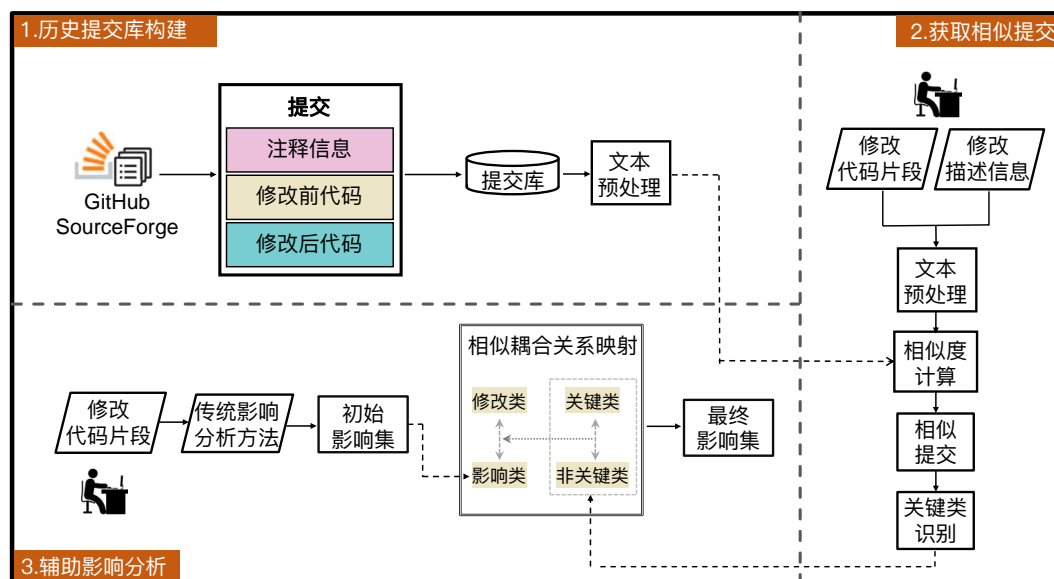 1.历史提交库构建
提交
注释信息
修改前代码
修改后代码
GitHub
SourceForge
提交库
文本
预处理
2.获取相似提交
修改
代码片段
修改
描述信息
文本
预处理
相似度
计算
相似
提交
关键类
识别
相似耦合关系映射
修改类
关键类
影响类
非关键类
修改
代码片段
传统影响
分析方法
初始
影响集
最终
影响集
3.辅助影响分析